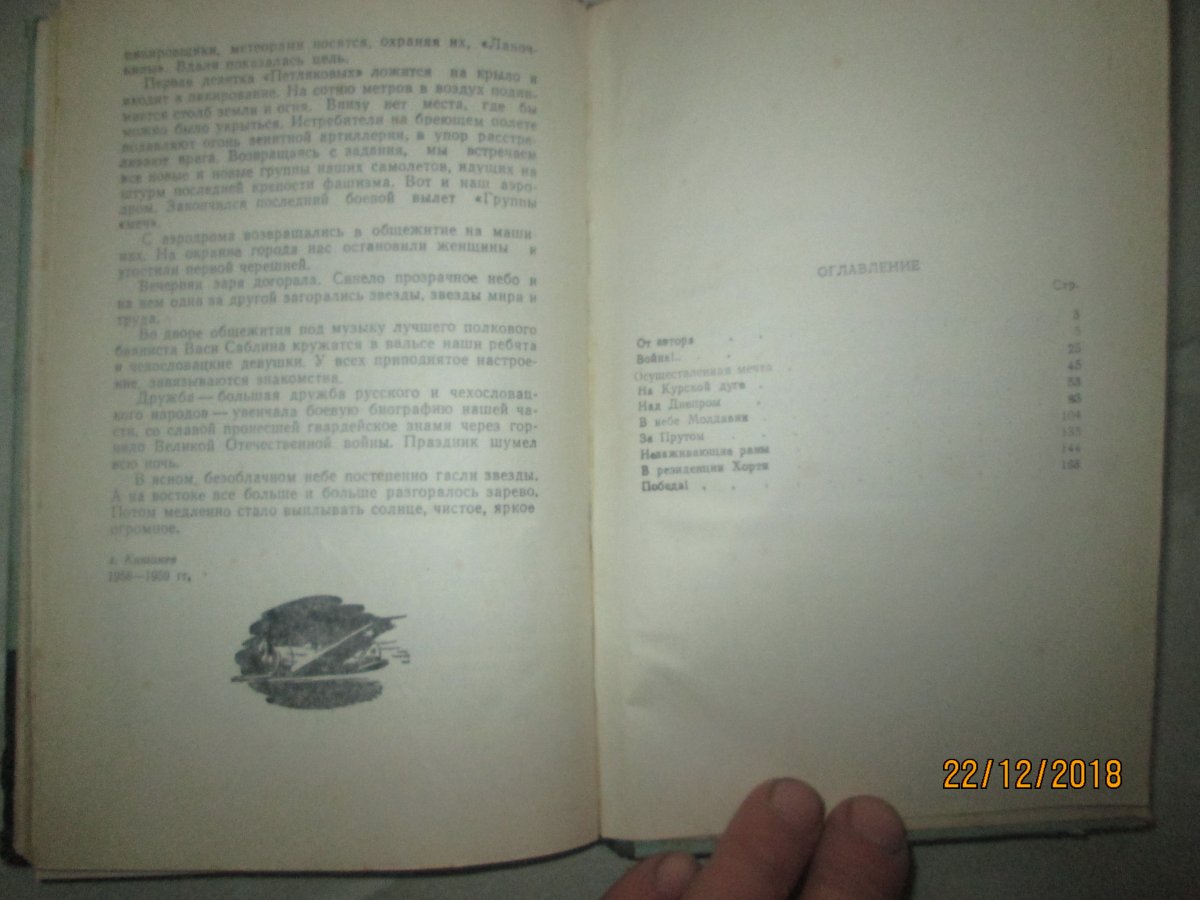 пикировщики, метеорами носятся, охраняя их, «Лавоч-
кины». Вдали показалась цель.
Первая девятка «Петляковых» ложится на крыло и
входит в пикирование. На сотню метров в воздух подни-
мается столб земли и огня. Внизу нет места, где бы
можно было укрыться. Истребители на бреющем полете
подавляют огонь зенитной артиллерии, в упор расстре-
ливают врага. Возвращаясь с задания, мы встречаем
все новые и новые группы наших самолетов, идущих на
штурм последней крепости фашизма. Вот и наш аэро-
дром. Закончился последний боевой вылет «Группы
«меч».
С аэродрома возвращались в общежитие на маши-
нах. На окраине города нас остановили женщины и
угостили первой черешней.
Вечерняя заря догорала. Синело прозрачное небо и
на нем одна за другой загорались звезды, звезды мира и
труда.
Во дворе общежития под музыку лучшего полкового
баяниста Васи Саблина кружатся в вальсе наши ребята
и чехословацкие девушки. У всех приподнятое настрое-
ние, завязываются знакомства.
Дружба — большая дружба русского и чехословац-
кого народов — увенчала боевую биографию нашей ча-
сти, со славой пронесшей гвардейское знамя через гор-
нило Великой Отечественной войны. Праздник шумел
всю ночь.
В ясном, безоблачном небе постепенно гасли звезды.
А на востоке все больше и больше разгоралось зарево.
Потом медленно стало выплывать солнце, чистое, яркое
огромное.
г. Кишинев
1958—1959 гг.
ОГЛАВЛЕНИЕ
Стр.
От автора . . 3
Война!.. . . 5
Осуществленная мечта . 25
На Курской дуге . 45
Над Днепром . 53
В небе Молдавии . 83
За Прутом . . 104
Незаживающие раны 135
В резиденции Хорти 144
Победа! . . . 168
22/12/2018